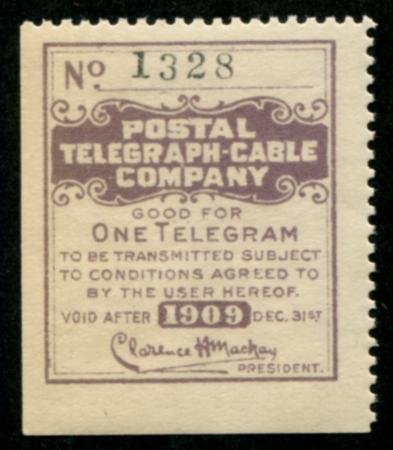 No. 1328
POSTAL
TELEGRAPH-CABLE
COMPANY
GOOD FOR
ONE TELEGRAM
TO BE TRANSMITTED SUBJECT
TO CONDITIONS AGREED TO
BY THE USER HEREOF.
VOID AFTER 1909 DEC. 31ST
Clarence H Mackay
PRESIDENT.